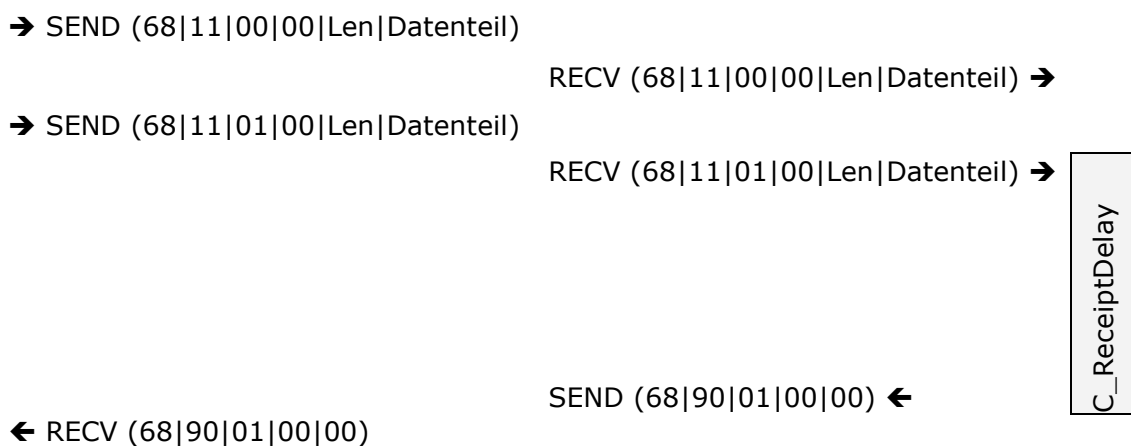 ➔ SEND (68|11|00|00|Len|Datenteil)
RECV (68|11|00|00|Len|Datenteil) ➔
➔ SEND (68|11|01|00|Len|Datenteil)
RECV (68|11|01|00|Len|Datenteil) ➔
C_ReceiptDelay
SEND (68|90|01|00|00) 🡸
🡸 RECV (68|90|01|00|00)